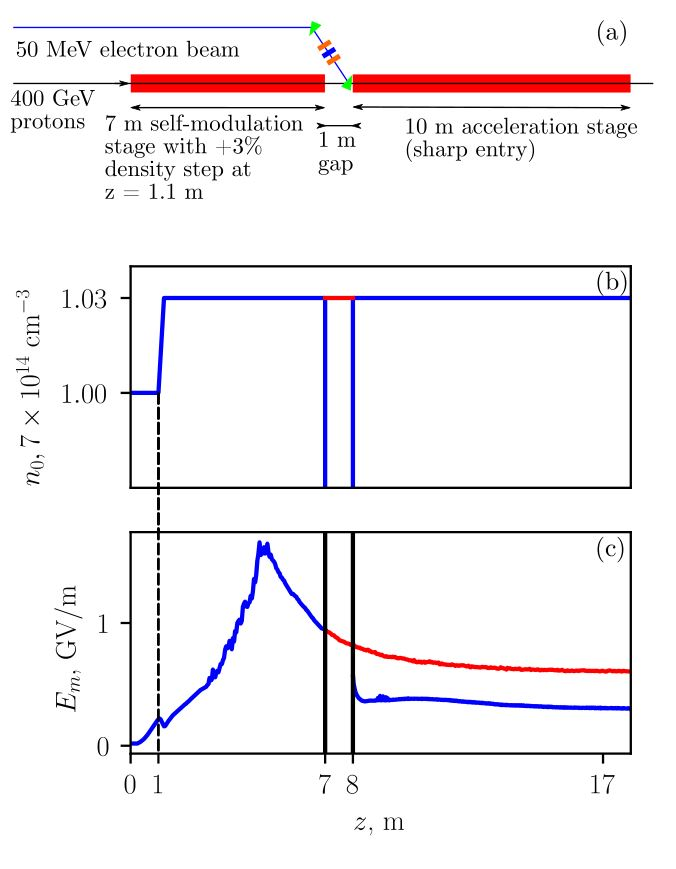 (a)
50 MeV electron beam
400 GeV
protons
7 m self-modulation
stage with +3%
density step at
z = 1.1 m
1 m
gap
10 m acceleration stage
(sharp entry)
(b)
1.03
1.00
n₀, 7 × 10¹⁴ cm⁻³
(c)
1
0
Eₘ, GV/m
0 1 7 8 17
z, m